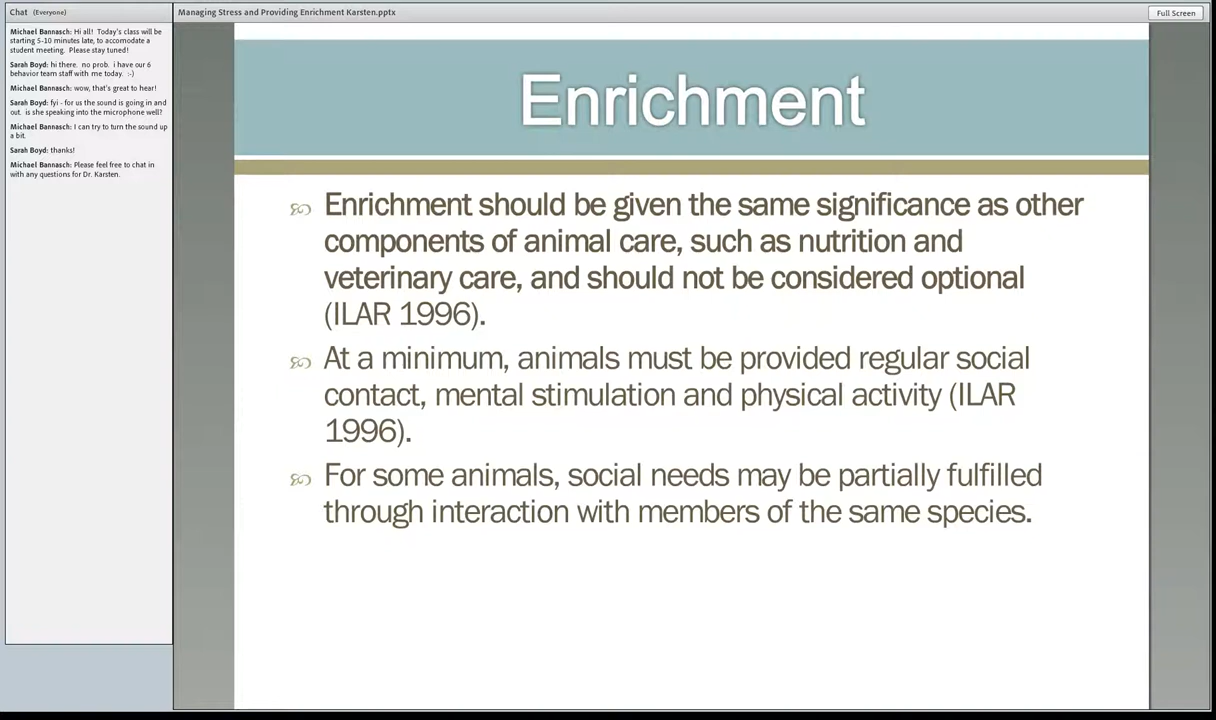 Chat (Everyone)
Michael Bannasch: Hi all! Today's class will be
starting 5-10 minutes late, to accomodate a
student meeting. Please stay tuned!
Sarah Boyd: hi there. no prob. i have our 6
behavior team staff with me today. :-)
Michael Bannasch: wow, that's great to hear!
Sarah Boyd: fyi - for us the sound is going in and
out. is she speaking into the microphone well?
Michael Bannasch: I can try to turn the sound up
a bit.
Sarah Boyd: thanks!
Michael Bannasch: Please feel free to chat in
with any questions for Dr. Karsten.
Managing Stress and Providing Enrichment Karsten.pptx
Full Screen
Enrichment
Enrichment should be given the same significance as other
components of animal care, such as nutrition and
veterinary care, and should not be considered optional
(ILAR 1996).
At a minimum, animals must be provided regular social
contact, mental stimulation and physical activity (ILAR
1996).
For some animals, social needs may be partially fulfilled
through interaction with members of the same species.